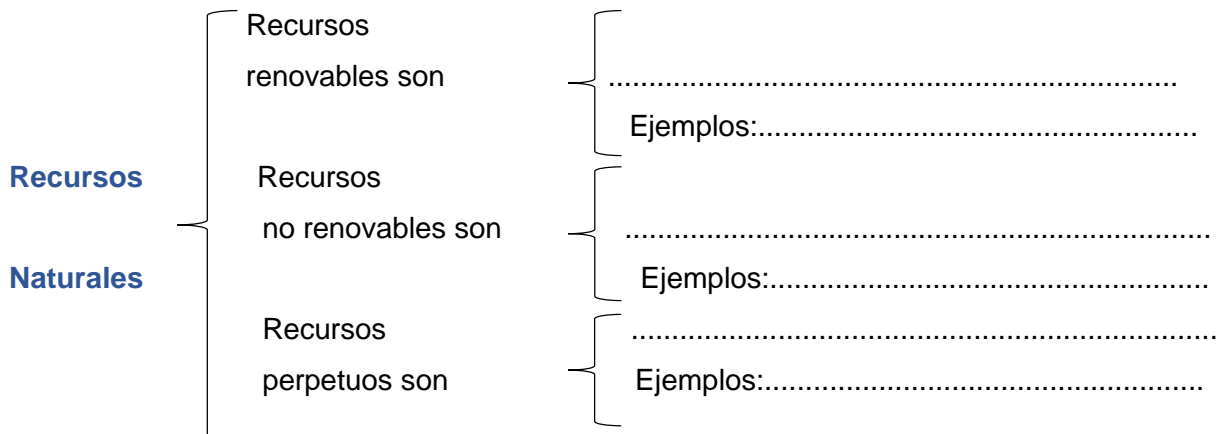 Recursos
renovables son
......................................................................
Ejemplos:......................................................
Recursos
Naturales
Recursos
no renovables son
........................................................................
Ejemplos:......................................................
Recursos
perpetuos son
........................................................................
Ejemplos:......................................................